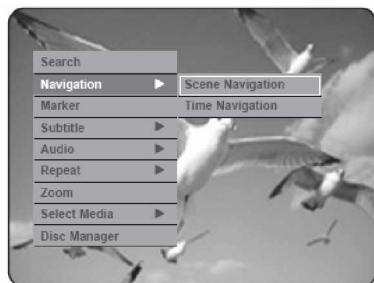 Search
Navigation ►
Scene Navigation
Marker
Time Navigation
Subtitle ►
Audio ►
Repeat ►
Zoom
Select Media ►
Disc Manager